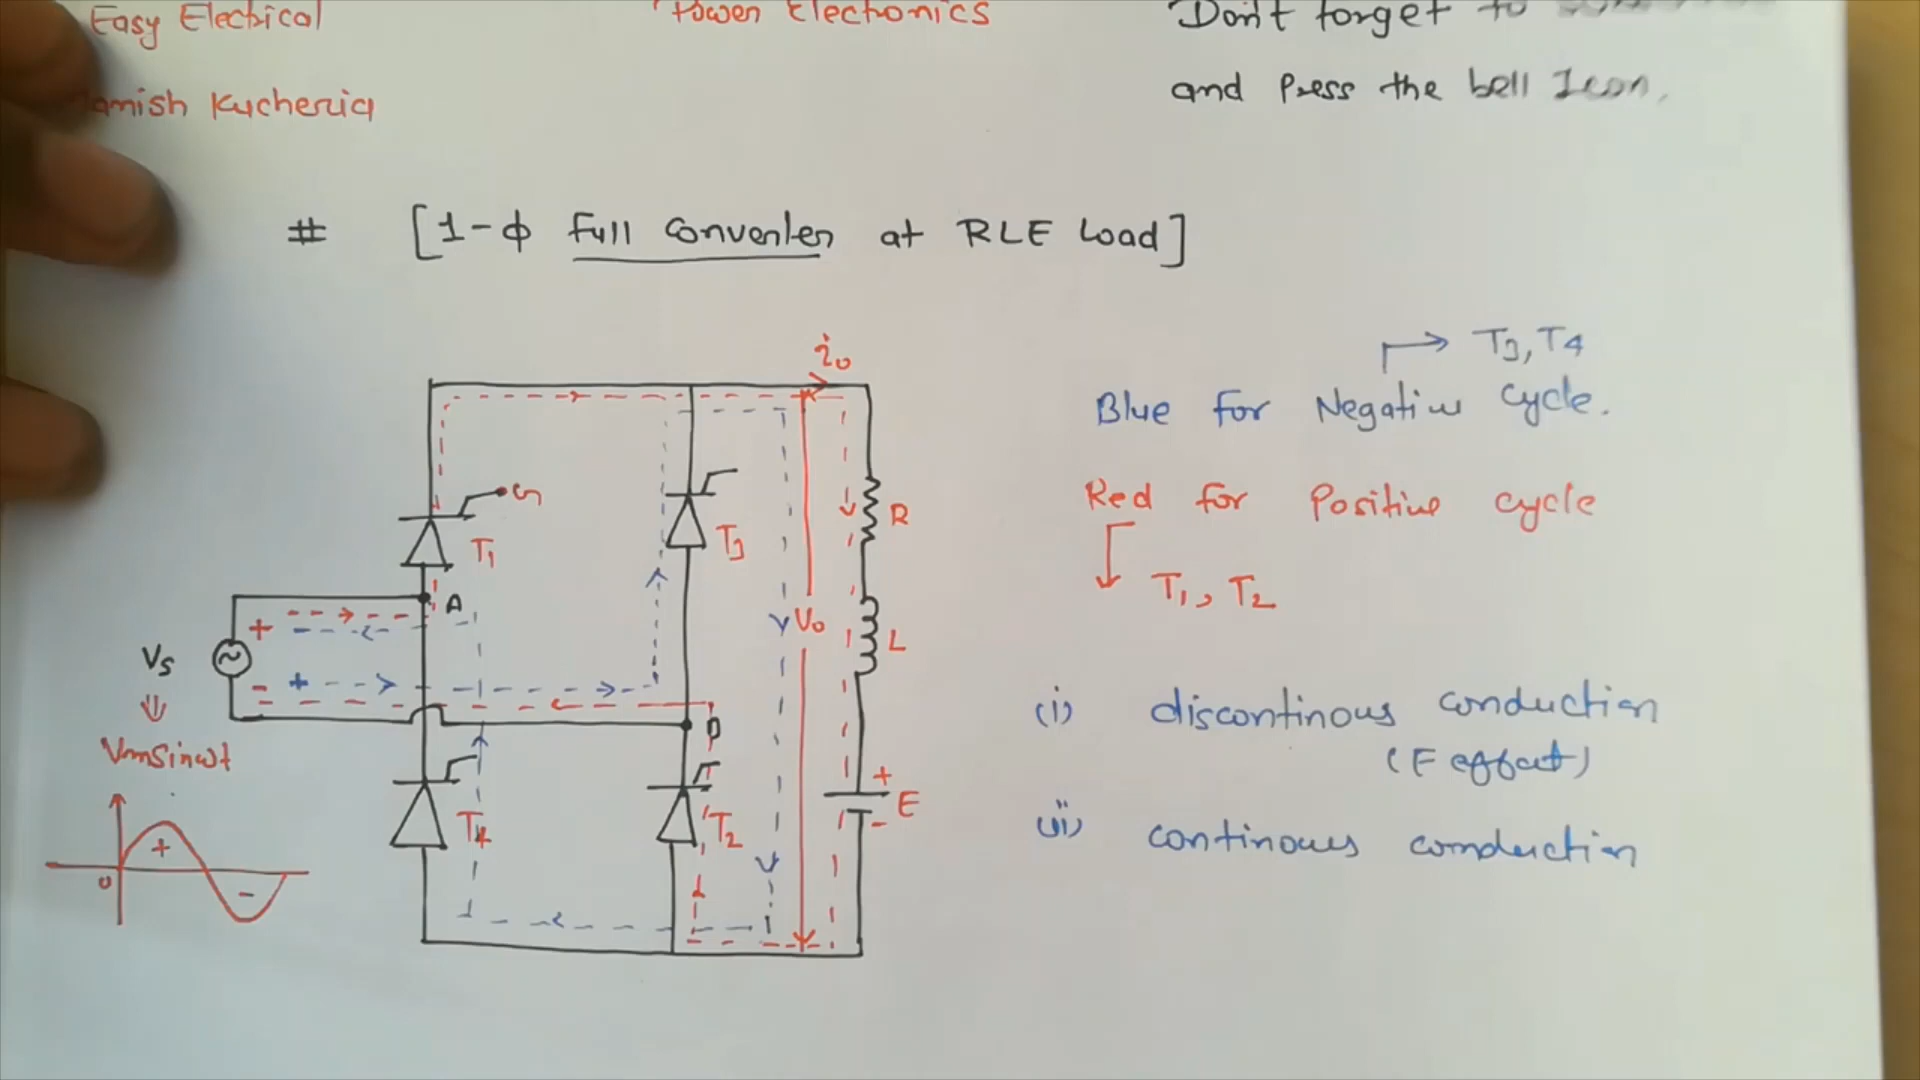 Easy Electrical
Power Electronics
Don't forget to
Kucheria
and Press the bell Icon.
# [1-ϕ Full Converter at RLE Load]
T3, T4
Blue for Negative cycle.
Red for Positive cycle
T1, T2
(i) discontinous conduction
(E effect)
(ii) continous conduction
i0
G
T1
T3
R
A
+
Vs
V0
L
- +
B
Vmsinωt
+
E
-
T4
T2
+
0
-